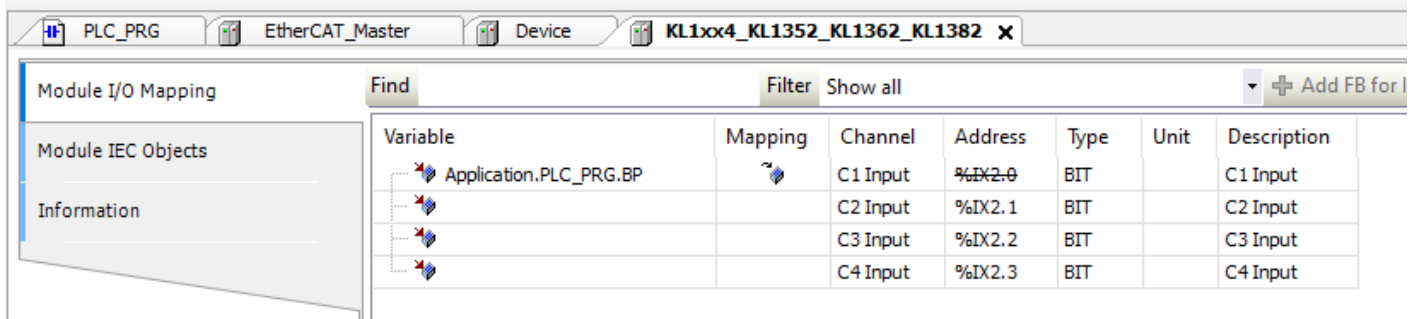 PLC_PRG EtherCAT_Master Device KL1xx4_KL1352_KL1362_KL1382
Module I/O Mapping
Module IEC Objects
Information
Find Filter Show all Add FB for
Variable Mapping Channel Address Type Unit Description
Application.PLC_PRG.BP C1 Input %IX2.0 BIT C1 Input
C2 Input %IX2.1 BIT C2 Input
C3 Input %IX2.2 BIT C3 Input
C4 Input %IX2.3 BIT C4 Input